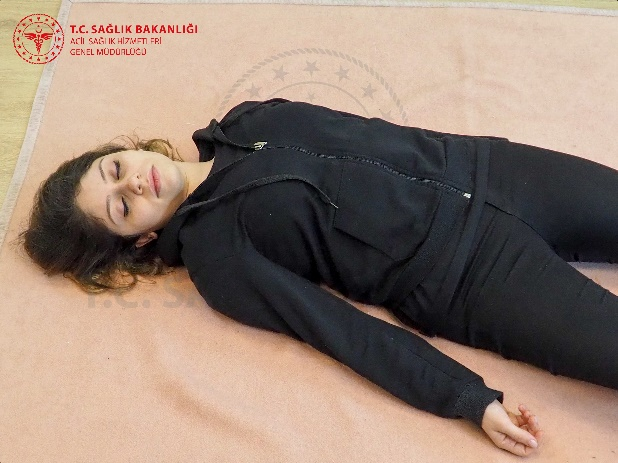 T.C. SAĞLIK BAKANLIĞI
ACİL SAĞLIK HİZMETLERİ
GENEL MÜDÜRLÜĞÜ